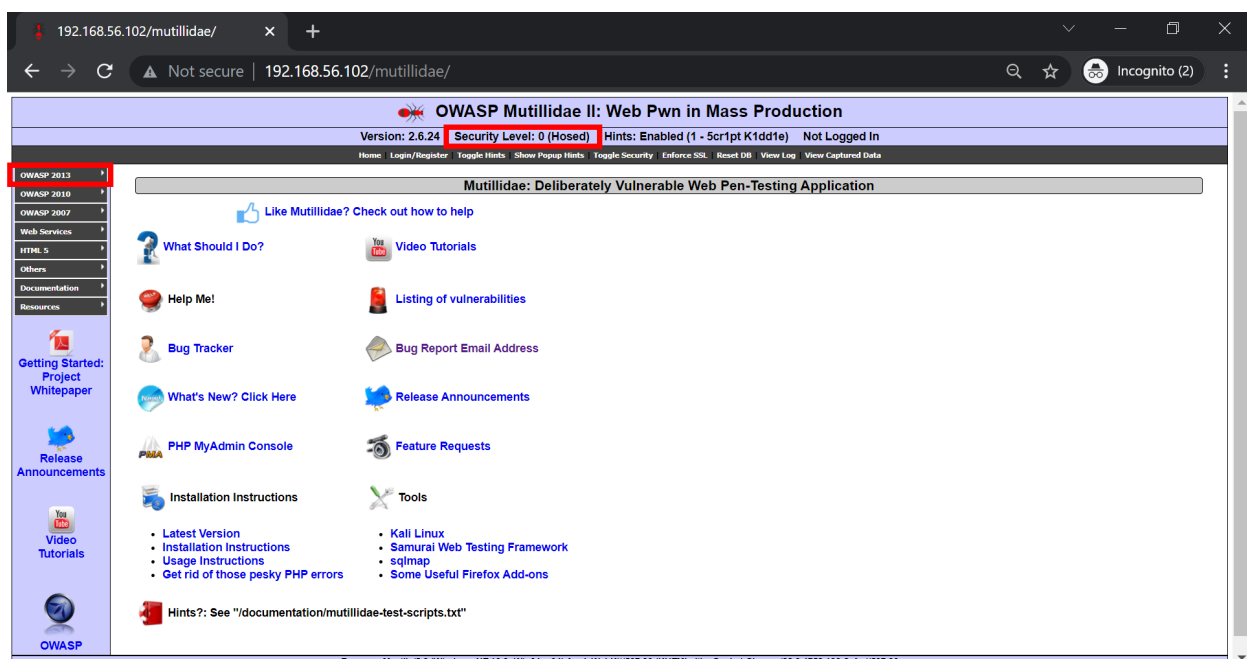 192.168.56.102/mutillidae/
Not secure | 192.168.56.102/mutillidae/
Incognito (2)
OWASP Mutillidae II: Web Pwn in Mass Production
Version: 2.6.24 Security Level: 0 (Hosed) Hints: Enabled (1 - 5cr1pt K1dd1e) Not Logged In
Home | Login/Register | Toggle Hints | Show Popup Hints | Toggle Security | Enforce SSL | Reset DB | View Log | View Captured Data
OWASP 2013
OWASP 2010
OWASP 2007
Web Services
HTML 5
Others
Documentation
Resources
Getting Started:
Project
Whitepaper
Release
Announcements
You
Tube
Video
Tutorials
OWASP
Mutillidae: Deliberately Vulnerable Web Pen-Testing Application
Like Mutillidae? Check out how to help
What Should I Do?
You
Tube
Video Tutorials
Help Me!
Listing of vulnerabilities
Bug Tracker
Bug Report Email Address
What's New? Click Here
Release Announcements
PMA
PHP MyAdmin Console
Feature Requests
Installation Instructions
Tools
• Latest Version
• Installation Instructions
• Usage Instructions
• Get rid of those pesky PHP errors
• Kali Linux
• Samurai Web Testing Framework
• sqlmap
• Some Useful Firefox Add-ons
Hints?: See "/documentation/mutillidae-test-scripts.txt"